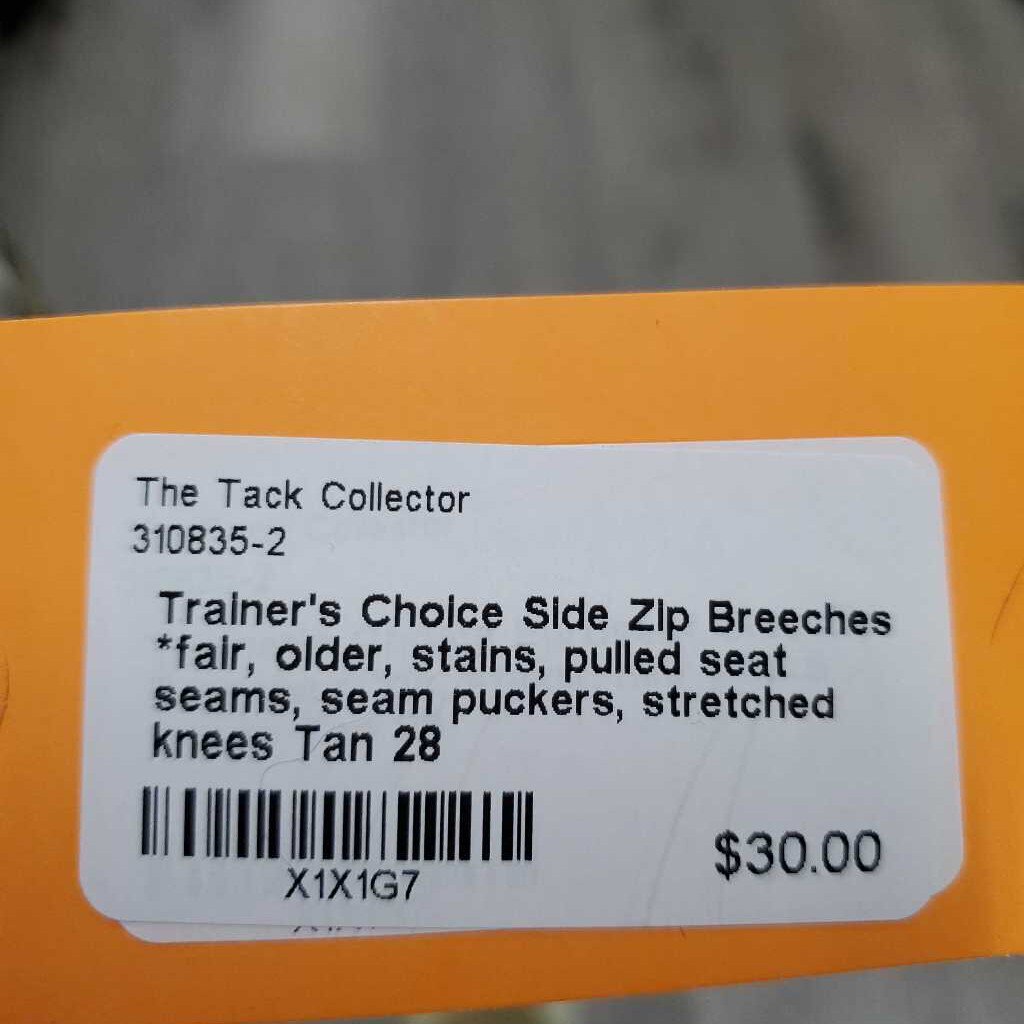 The Tack Collector
310835-2
Trainer's Choice Side Zip Breeches
*fair, older, stains, pulled seat
seams, seam puckers, stretched
knees Tan 28
X1X1G7
$30.00